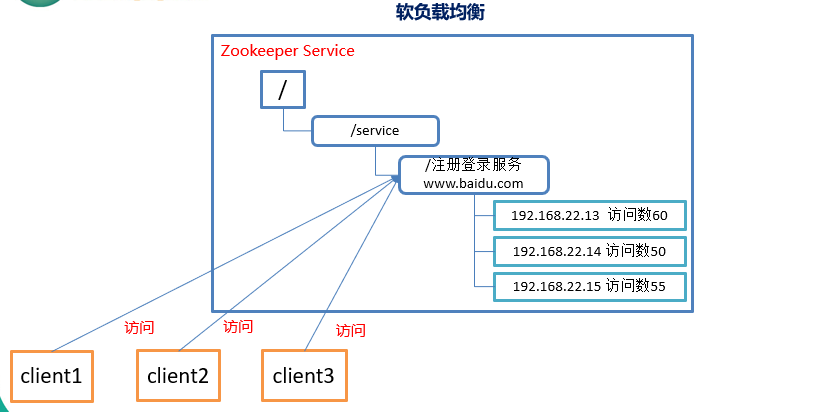 软负载均衡
Zookeeper Service
/
/service
/注册登录服务
www.baidu.com
192.168.22.13 访问数60
192.168.22.14 访问数50
192.168.22.15 访问数55
访问
访问
访问
client1
client2
client3